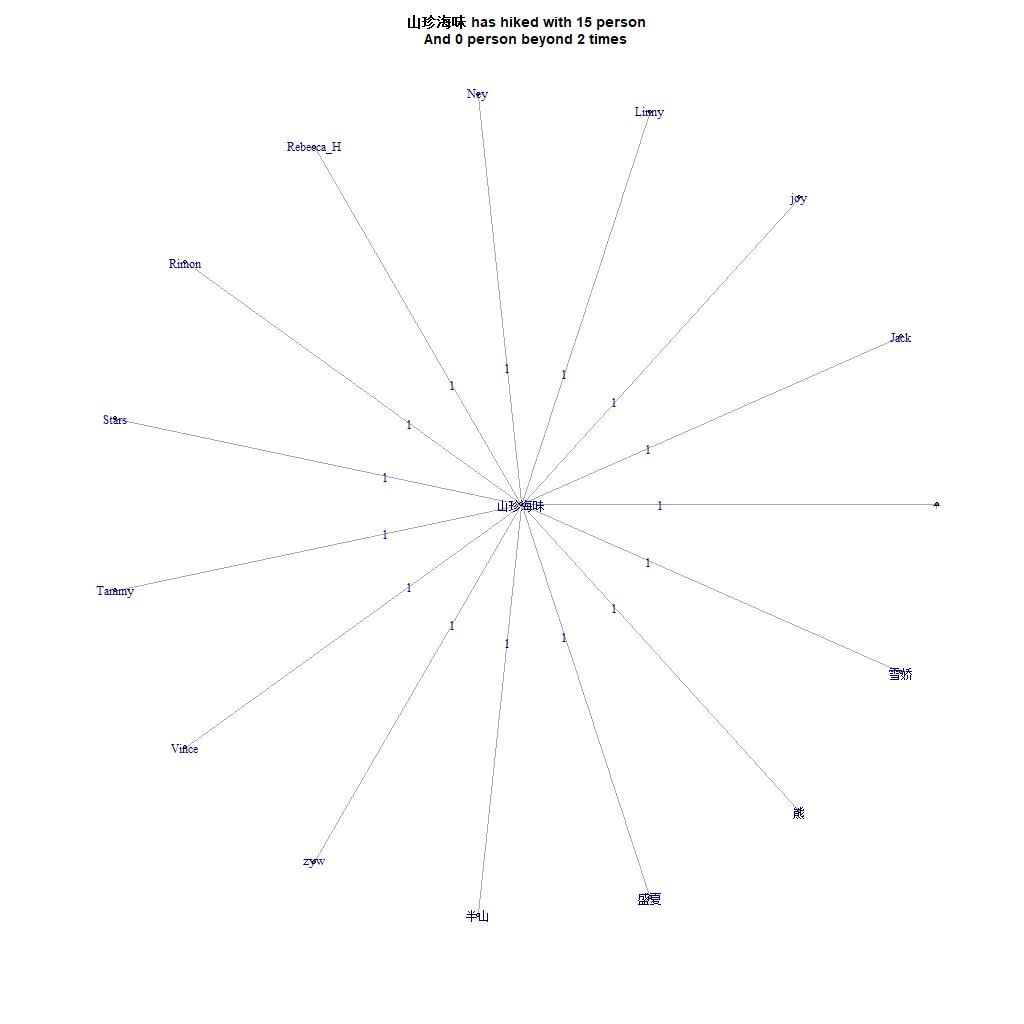 山珍海味 has hiked with 15 person
And 0 person beyond 2 times
Ney
Linny
Rebecca_H
joy
Rimon
Jack
1
1
1
1
1
Stars
1
1
1
山珍海味
1
1
Tammy
1
1
1
1
1
1
雪娇
Vince
熊
zyw
盛夏
半山